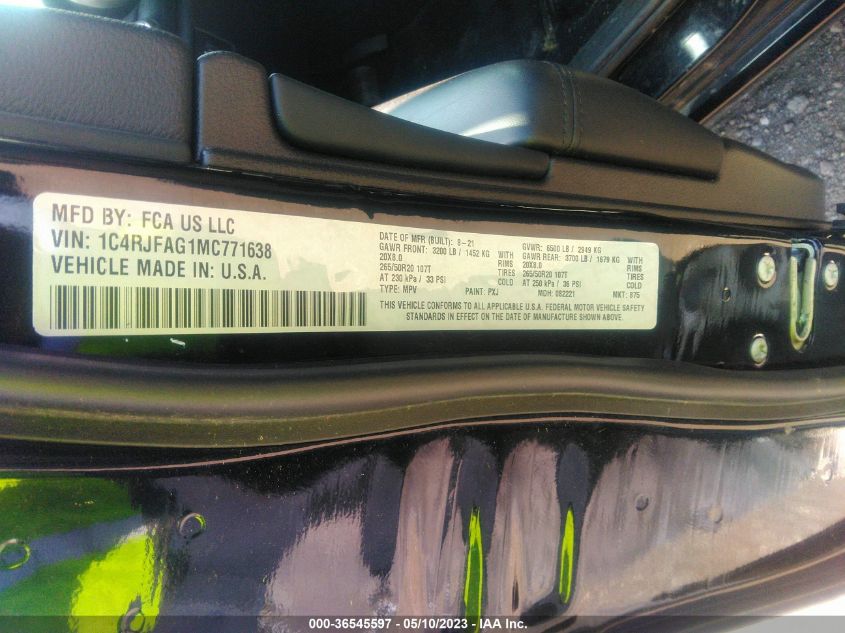 MFD BY: FCA US LLC
VIN: 1C4RJFAG1MC771638
VEHICLE MADE IN: U.S.A.
DATE OF MFR (BUILT): 8-21
GAWR FRONT: 3200 LB / 1452 KG WITH
20X8.0 RIMS
265/50R20 107T TIRES
AT 230 kPa / 33 PSI COLD
TYPE: MPV PAINT: PXJ
GVWR: 6500 LB / 2949 KG
GAWR REAR: 3700 LB / 1679 KG WITH
20X8.0 RIMS
265/50R20 107T TIRES
AT 250 kPa / 36 PSI COLD
MDH: 082221 MKT: 875
THIS VEHICLE CONFORMS TO ALL APPLICABLE U.S.A. FEDERAL MOTOR VEHICLE SAFETY
STANDARDS IN EFFECT ON THE DATE OF MANUFACTURE SHOWN ABOVE.
000-36545597 - 05/10/2023 - IAA Inc.